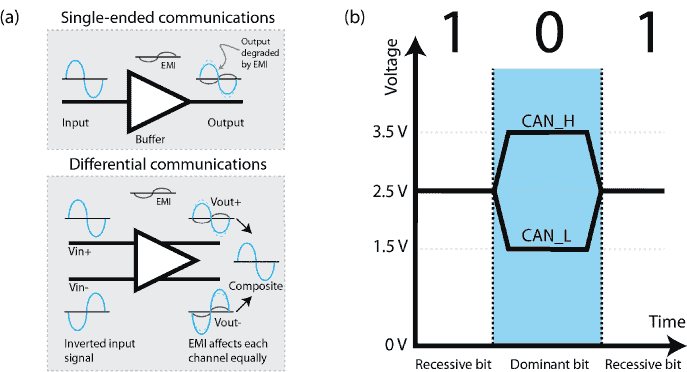 (a)
Single-ended communications
EMI
Output
degraded
by EMI
Input
Buffer
Output
Differential communications
EMI
Vout+
Vin+
Vin-
Composite
Vout-
Inverted input
signal
EMI affects each
channel equally
(b)
1 0 1
Voltage
CAN_H
3.5 V
2.5 V
1.5 V
CAN_L
Time
0 V
Recessive bit Dominant bit Recessive bit